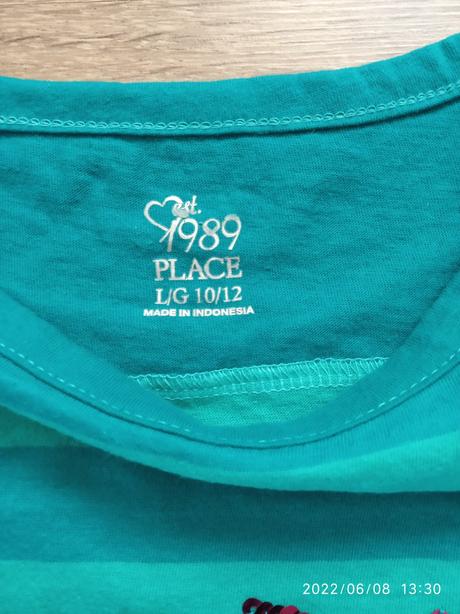 est.
1989
PLACE
L/G 10/12
MADE IN INDONESIA
2022/06/08 13:30